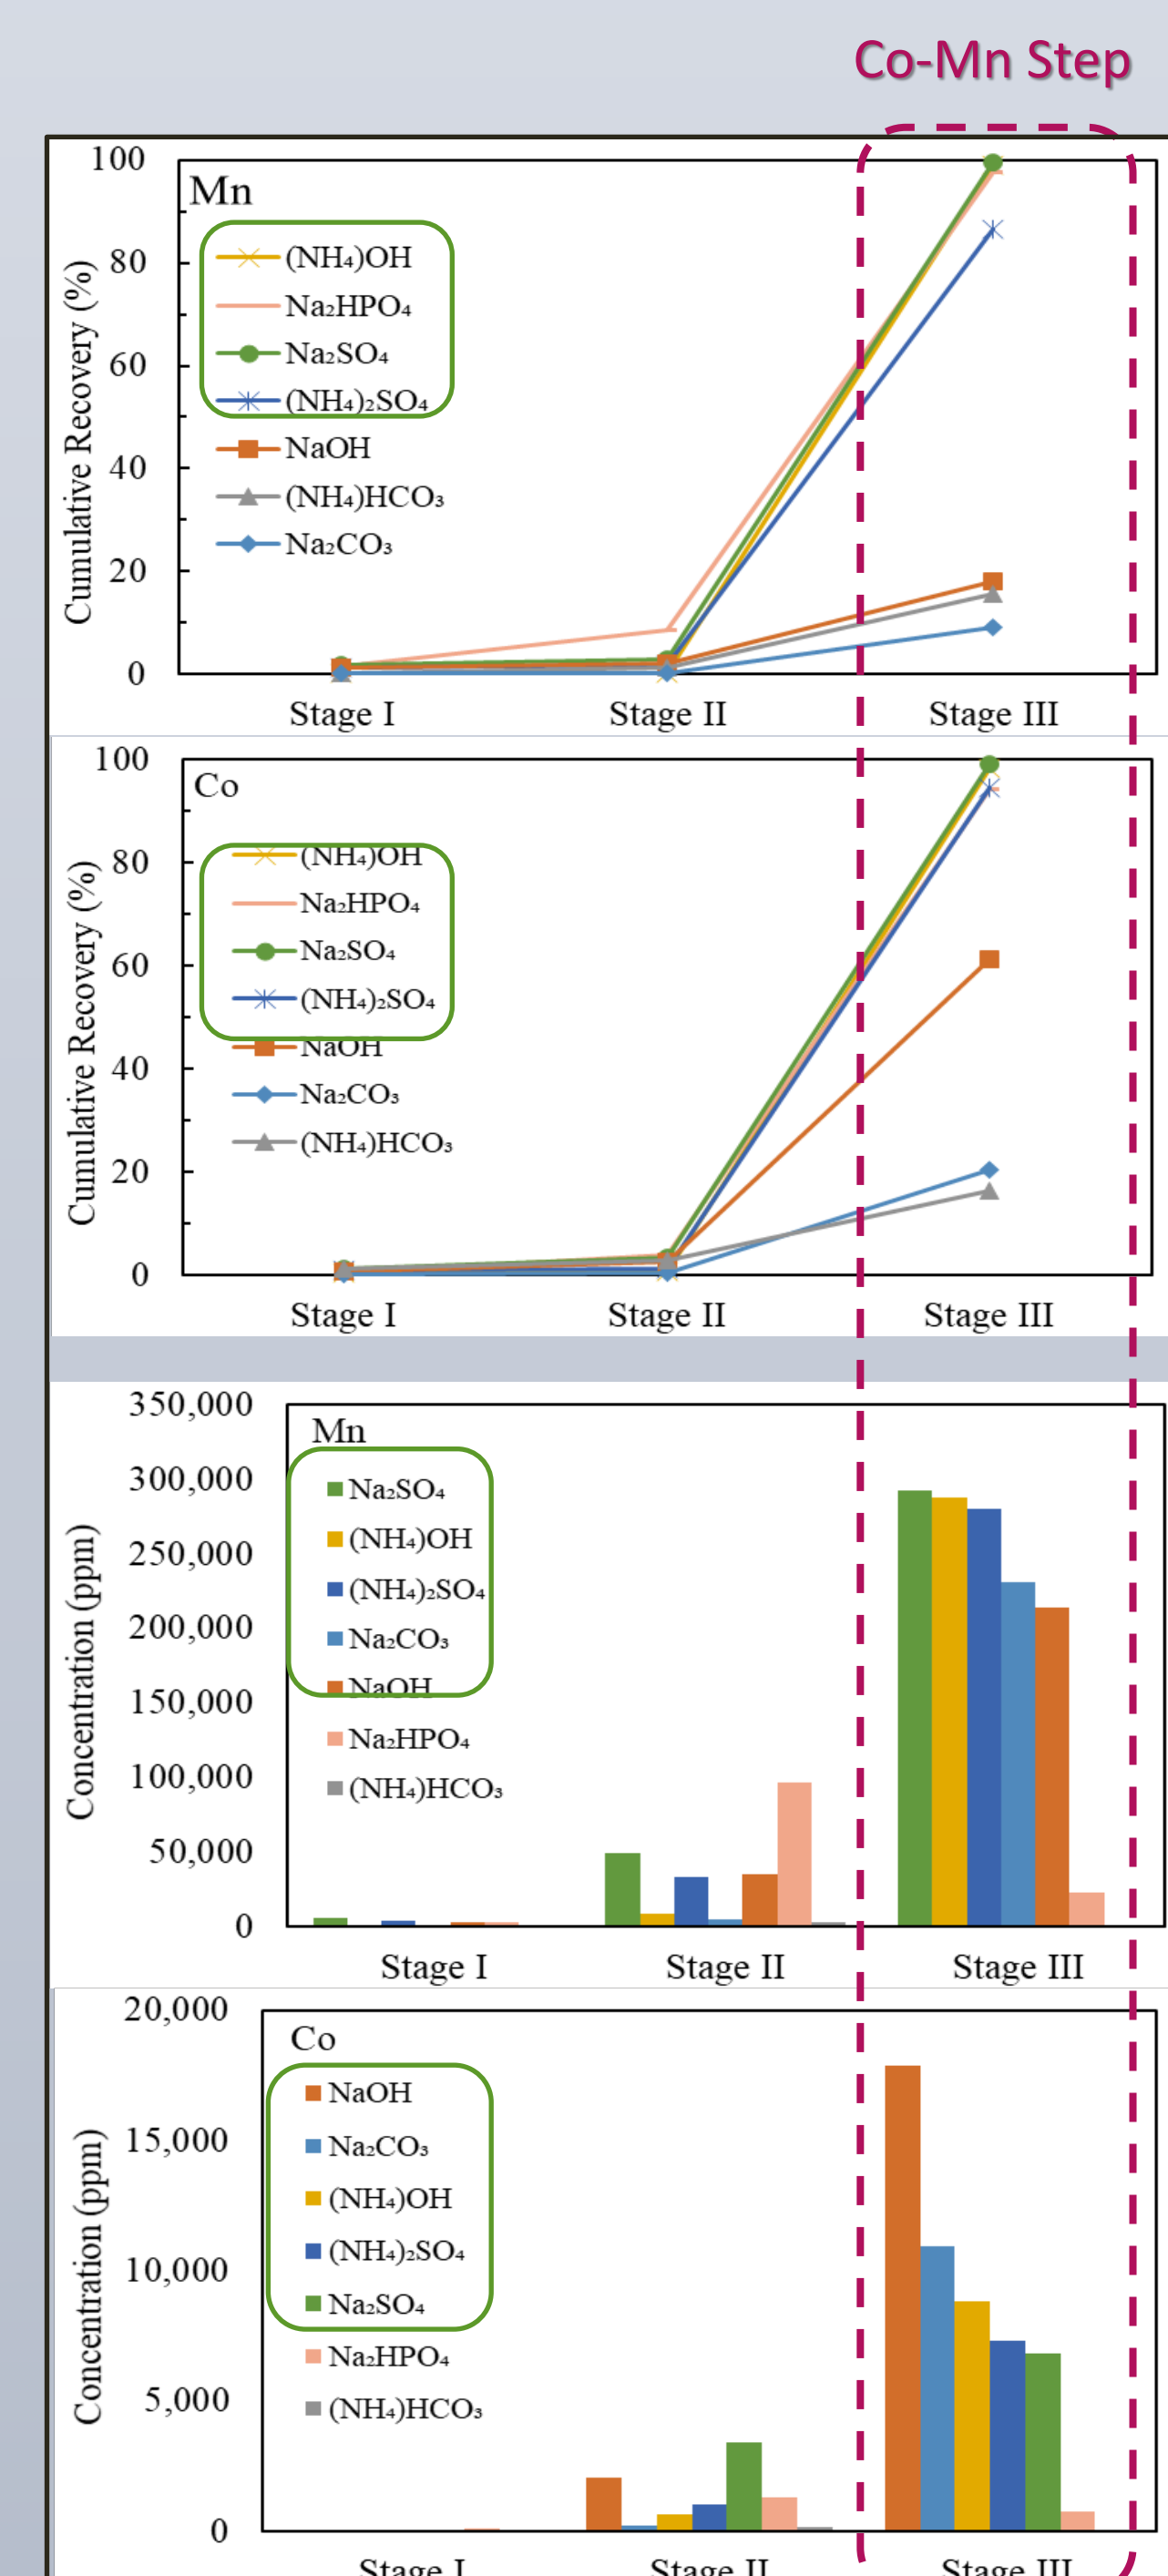 Co-Mn Step
Mn
100
80
60
40
20
0
Cumulative Recovery (%)
(NH₄)OH
Na₂HPO₄
Na₂SO₄
(NH₄)₂SO₄
NaOH
(NH₄)HCO₃
Na₂CO₃
Stage I Stage II Stage III
Co
100
80
60
40
20
0
Cumulative Recovery (%)
(NH₄)OH
Na₂HPO₄
Na₂SO₄
(NH₄)₂SO₄
NaOH
Na₂CO₃
(NH₄)HCO₃
Stage I Stage II Stage III
Mn
350,000
300,000
250,000
200,000
150,000
100,000
50,000
0
Concentration (ppm)
Na₂SO₄
(NH₄)OH
(NH₄)₂SO₄
Na₂CO₃
NaOH
Na₂HPO₄
(NH₄)HCO₃
Stage I Stage II Stage III
Co
20,000
15,000
10,000
5,000
0
Concentration (ppm)
NaOH
Na₂CO₃
(NH₄)OH
(NH₄)₂SO₄
Na₂SO₄
Na₂HPO₄
(NH₄)HCO₃
Stage I Stage II Stage III